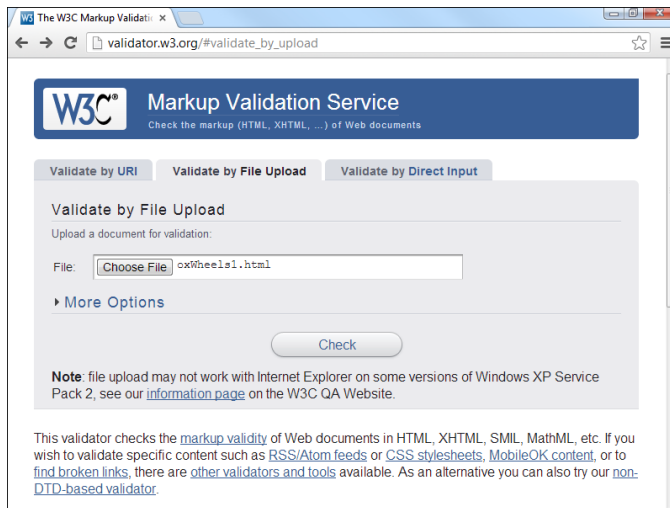 The W3C Markup Validatio
validator.w3.org/#validate_by_upload
W3C®
Markup Validation Service
Check the markup (HTML, XHTML, ...) of Web documents
Validate by URI Validate by File Upload Validate by Direct Input
Validate by File Upload
Upload a document for validation:
File: Choose File oxWheels1.html
More Options
Check
Note: file upload may not work with Internet Explorer on some versions of Windows XP Service
Pack 2, see our information page on the W3C QA Website.
This validator checks the markup validity of Web documents in HTML, XHTML, SMIL, MathML, etc. If you
wish to validate specific content such as RSS/Atom feeds or CSS stylesheets, MobileOK content, or to
find broken links, there are other validators and tools available. As an alternative you can also try our non-
DTD-based validator.